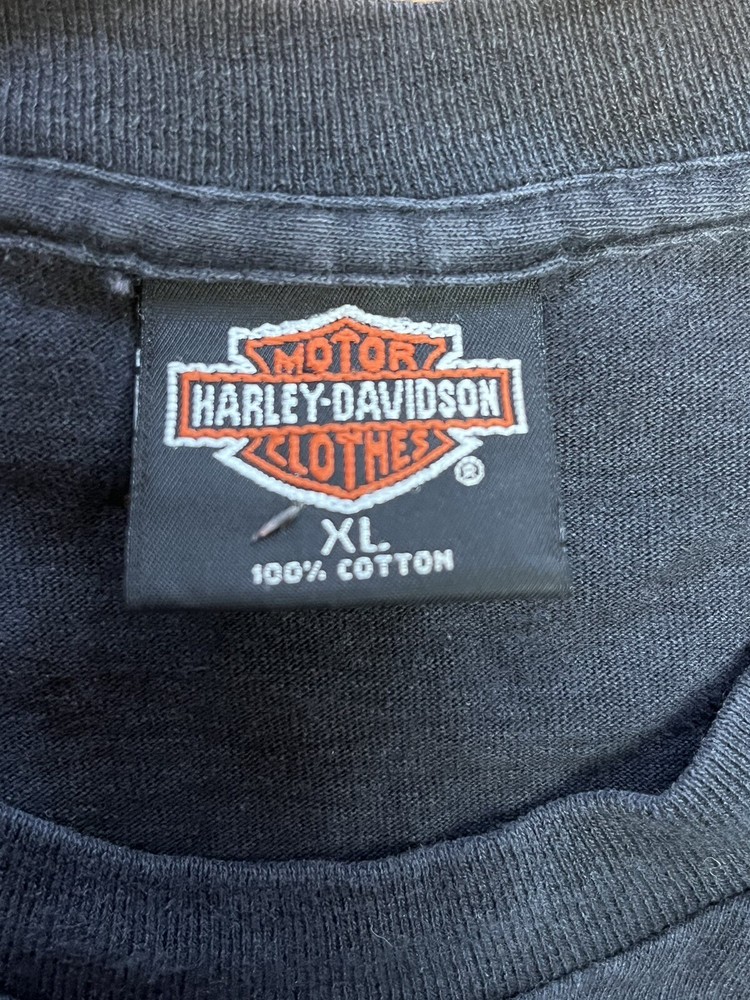 MOTOR
HARLEY-DAVIDSON
CLOTHES
®
XL
100% COTTON